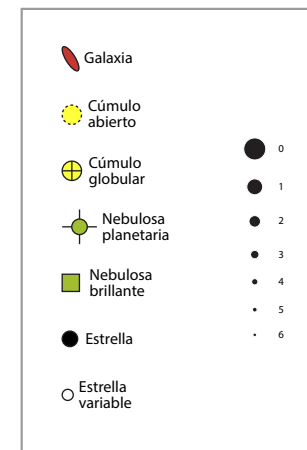 Galaxia
Cúmulo
abierto
Cúmulo
globular
Nebulosa
planetaria
Nebulosa
brillante
Estrella
Estrella
variable
0
1
2
3
4
5
6